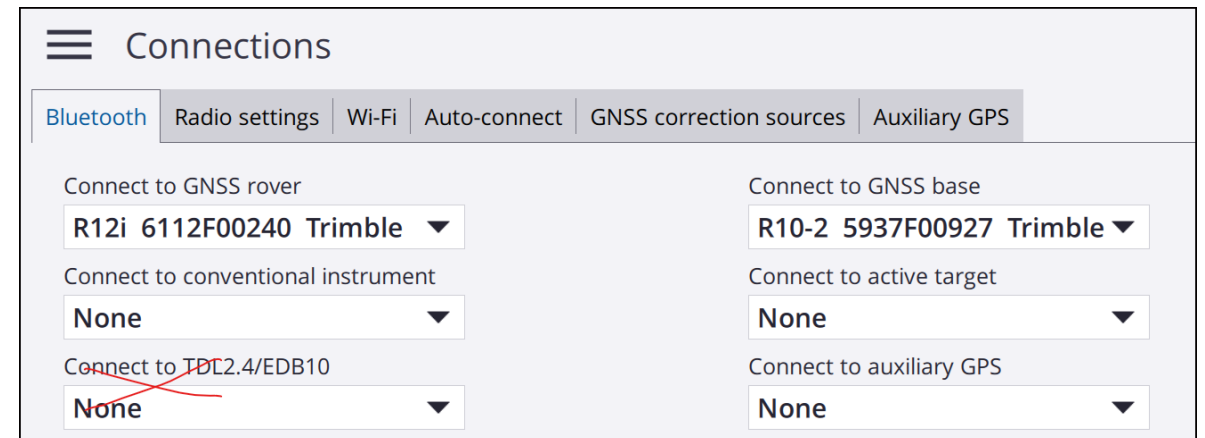 Connections
Bluetooth Radio settings Wi-Fi Auto-connect GNSS correction sources Auxiliary GPS
Connect to GNSS rover Connect to GNSS base
R12i 6112F00240 Trimble R10-2 5937F00927 Trimble
Connect to conventional instrument Connect to active target
None None
Connect to TDL2.4/EDB10 Connect to auxiliary GPS
None None